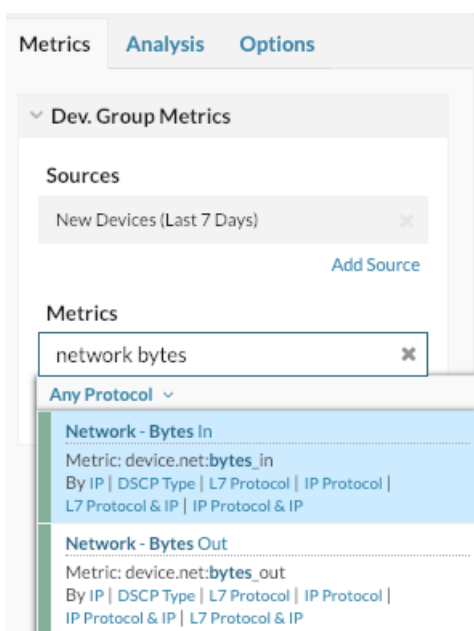 Metrics Analysis Options
Dev. Group Metrics
Sources
New Devices (Last 7 Days)
Add Source
Metrics
network bytes
Any Protocol
Network - Bytes In
Metric: device.net:bytes_in
By IP | DSCP Type | L7 Protocol | IP Protocol |
L7 Protocol & IP | IP Protocol & IP
Network - Bytes Out
Metric: device.net:bytes_out
By IP | DSCP Type | L7 Protocol | IP Protocol |
IP Protocol & IP | L7 Protocol & IP